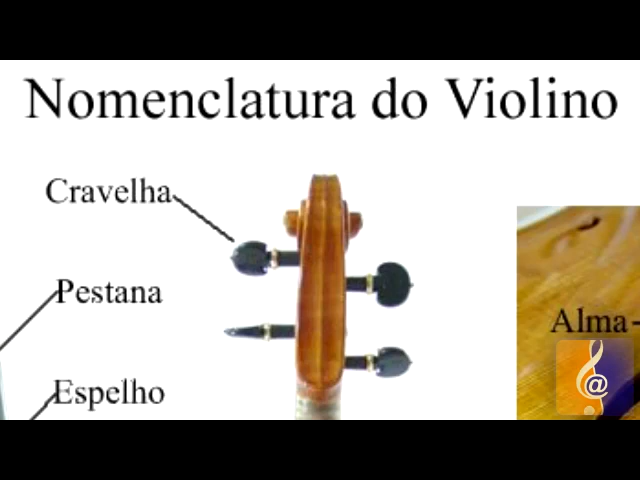 Nomenclatura do Violino
Cravelha
Pestana
Alma
Espelho
@